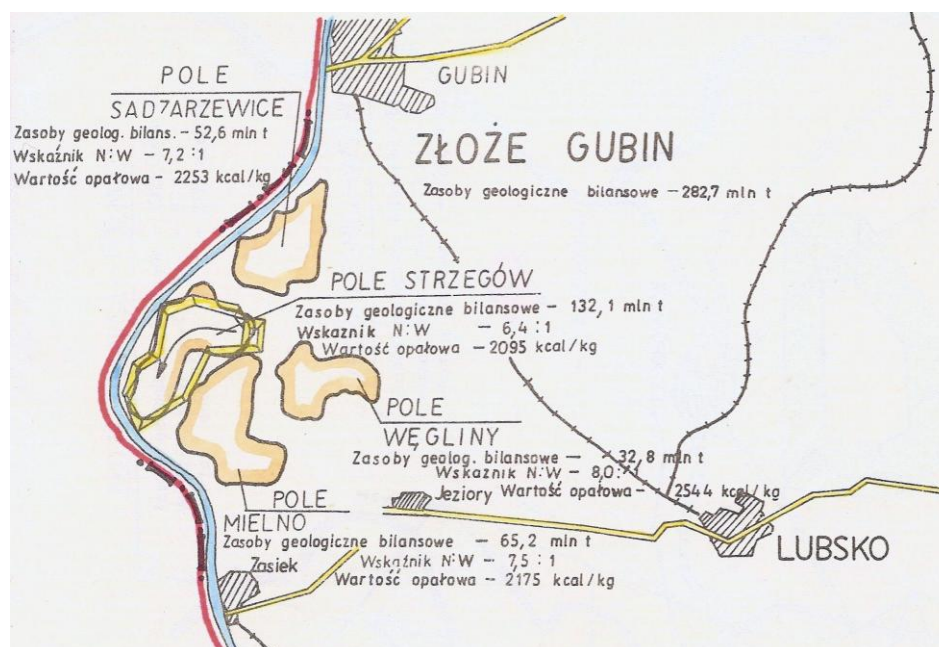 POLE
SADZARZEWICE
Zasoby geolog. bilans. - 52,6 mln t
Wskaźnik N:W - 7,2 : 1
Wartość opałowa - 2253 kcal/kg
GUBIN
ZŁOŻE GUBIN
Zasoby geologiczne bilansowe - 282,7 mln t
POLE STRZEGÓW
Zasoby geologiczne bilansowe - 132,1 mln t
Wskaznik N:W - 6,4 : 1
Wartość opałowa - 2095 kcal/kg
POLE
WĘGLINY
Zasoby geolog. bilansowe - 32,8 mln t
Wskaznik N:W - 8,0 : 1
Jeziory
Wartość opałowa - 2544 kcal/kg
POLE
MIELNO
Zasoby geologiczne bilansowe - 65,2 mln t
Wskaźnik N:W - 7,5 : 1
Wartość opałowa - 2175 kcal/kg
Zasiek
LUBSKO